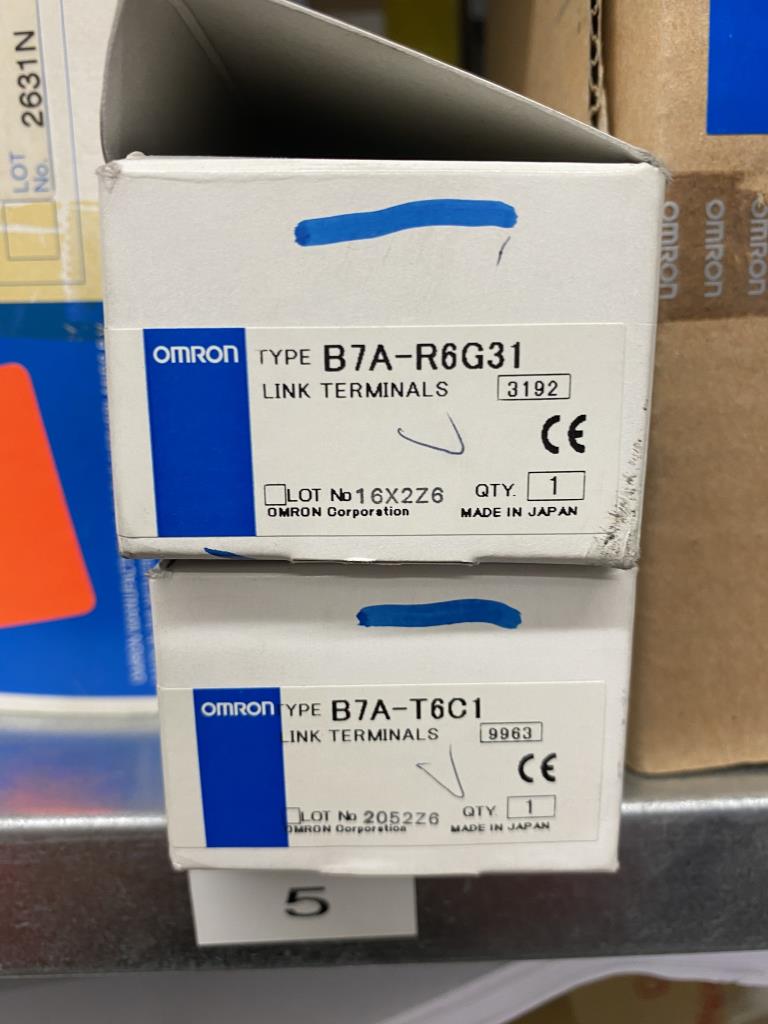 LOT No. 2631N
OMRON
TYPE B7A-R6G31
LINK TERMINALS 3192
CE
LOT No 16X2Z6 QTY. 1
OMRON Corporation MADE IN JAPAN
OMRON
TYPE B7A-T6C1
LINK TERMINALS 9963
CE
LOT No 2052Z6 QTY. 1
OMRON Corporation MADE IN JAPAN
5
omron
omron
omron